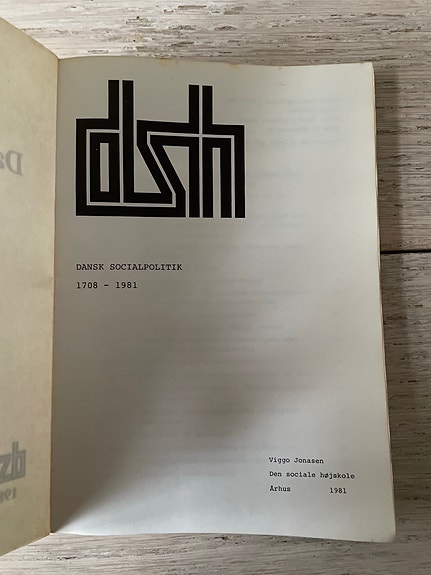 dsh
DANSK SOCIALPOLITIK
1708 - 1981
Viggo Jonasen
Den sociale højskole
Århus 1981